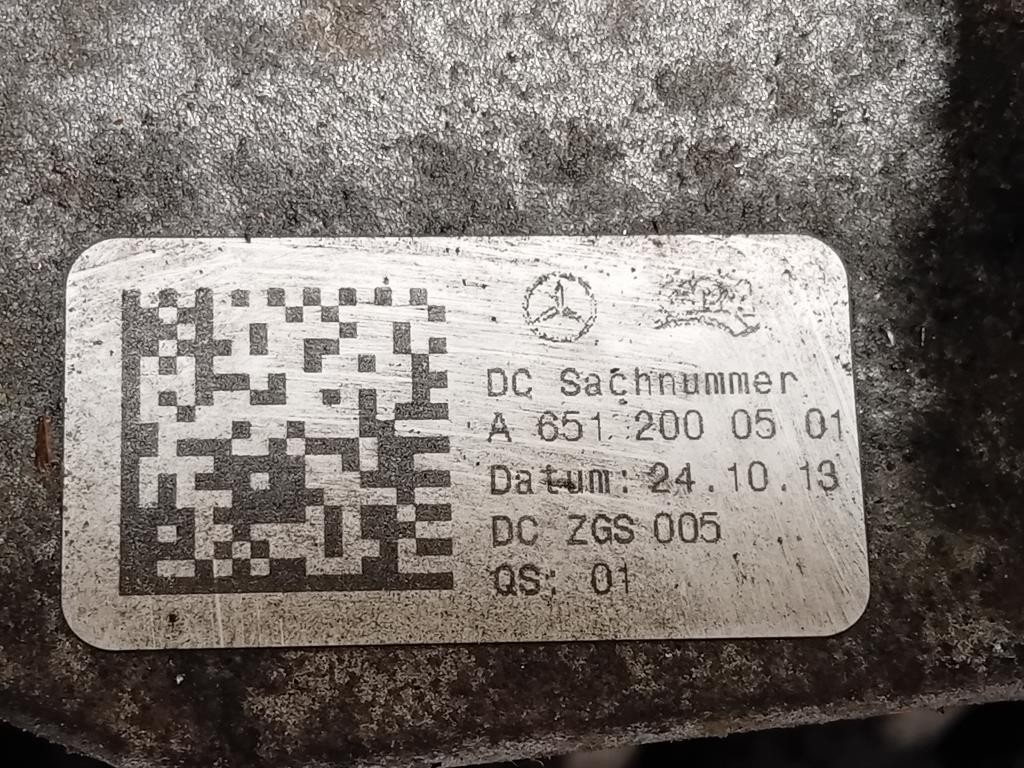 DC Sachnummer
A 651 200 05 01
Datum: 24.10.13
DC ZGS 005
QS: 01